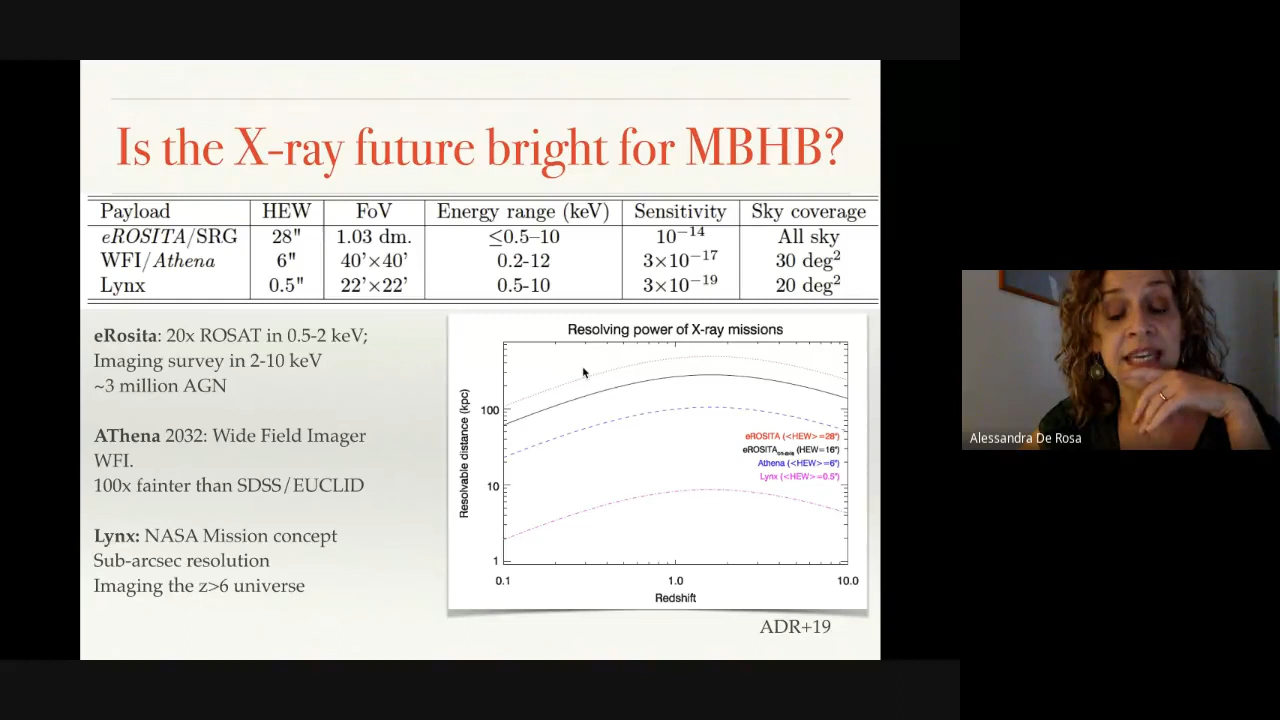 Is the X-ray future bright for MBHB?
Payload HEW FoV Energy range (keV) Sensitivity Sky coverage
eROSITA/SRG 28" 1.03 dm. ≤0.5–10 10⁻¹⁴ All sky
WFI/Athena 6" 40'×40' 0.2-12 3×10⁻¹⁷ 30 deg²
Lynx 0.5" 22'×22' 0.5-10 3×10⁻¹⁹ 20 deg²
eRosita: 20x ROSAT in 0.5-2 keV;
Imaging survey in 2-10 keV
~3 million AGN
AThena 2032: Wide Field Imager
WFI.
100x fainter than SDSS/EUCLID
Lynx: NASA Mission concept
Sub-arcsec resolution
Imaging the z>6 universe
Resolving power of X-ray missions
Resolvable distance (kpc)
100
10
1
eROSITA (<HEW>=28")
eROSITA (HEW=16")
Athena (<HEW>=6")
Lynx (<HEW>=0.5")
0.1 1.0 10.0
Redshift
ADR+19
Alessandra De Rosa